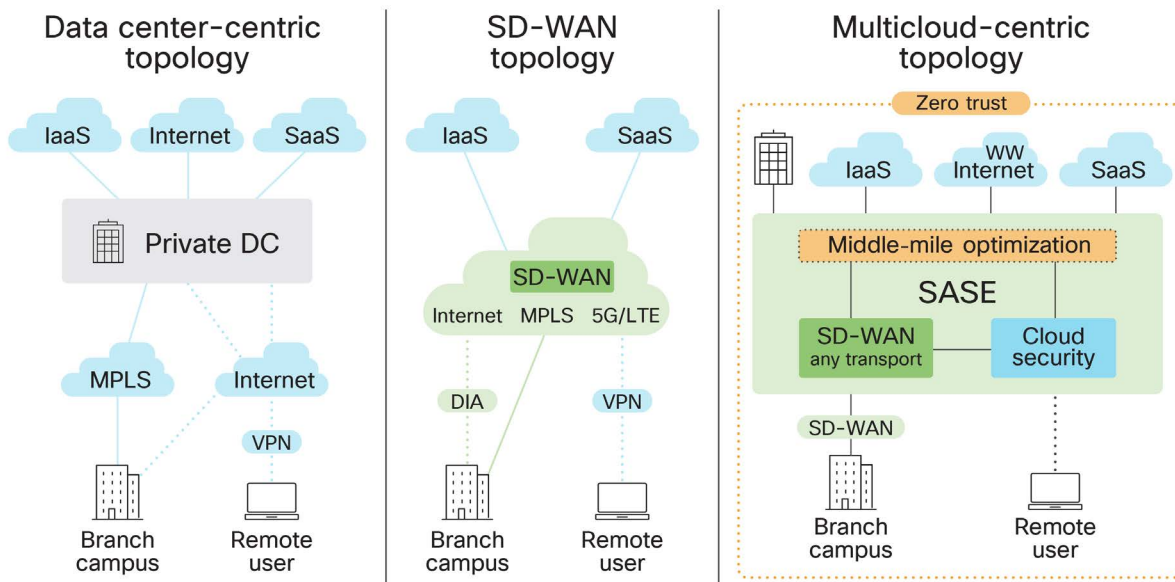 Data center-centric
topology
IaaS
Internet
SaaS
Private DC
MPLS
Internet
VPN
Branch
campus
Remote
user
SD-WAN
topology
IaaS
SaaS
SD-WAN
Internet
MPLS
5G/LTE
DIA
VPN
Branch
campus
Remote
user
Multicloud-centric
topology
Zero trust
IaaS
WW
Internet
SaaS
Middle-mile optimization
SASE
SD-WAN
any transport
Cloud
security
SD-WAN
Branch
campus
Remote
user